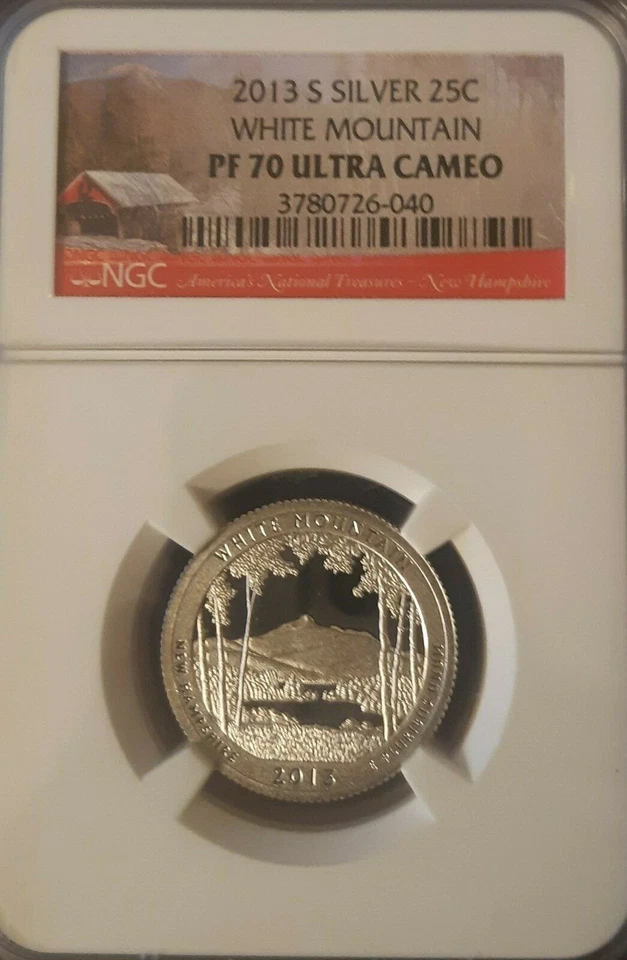 2013 S SILVER 25C
WHITE MOUNTAIN
PF 70 ULTRA CAMEO
3780726-040
NGC America's National Treasures - New Hampshire
WHITE MOUNTAIN
NEW HAMPSHIRE
2013
E PLURIBUS UNUM